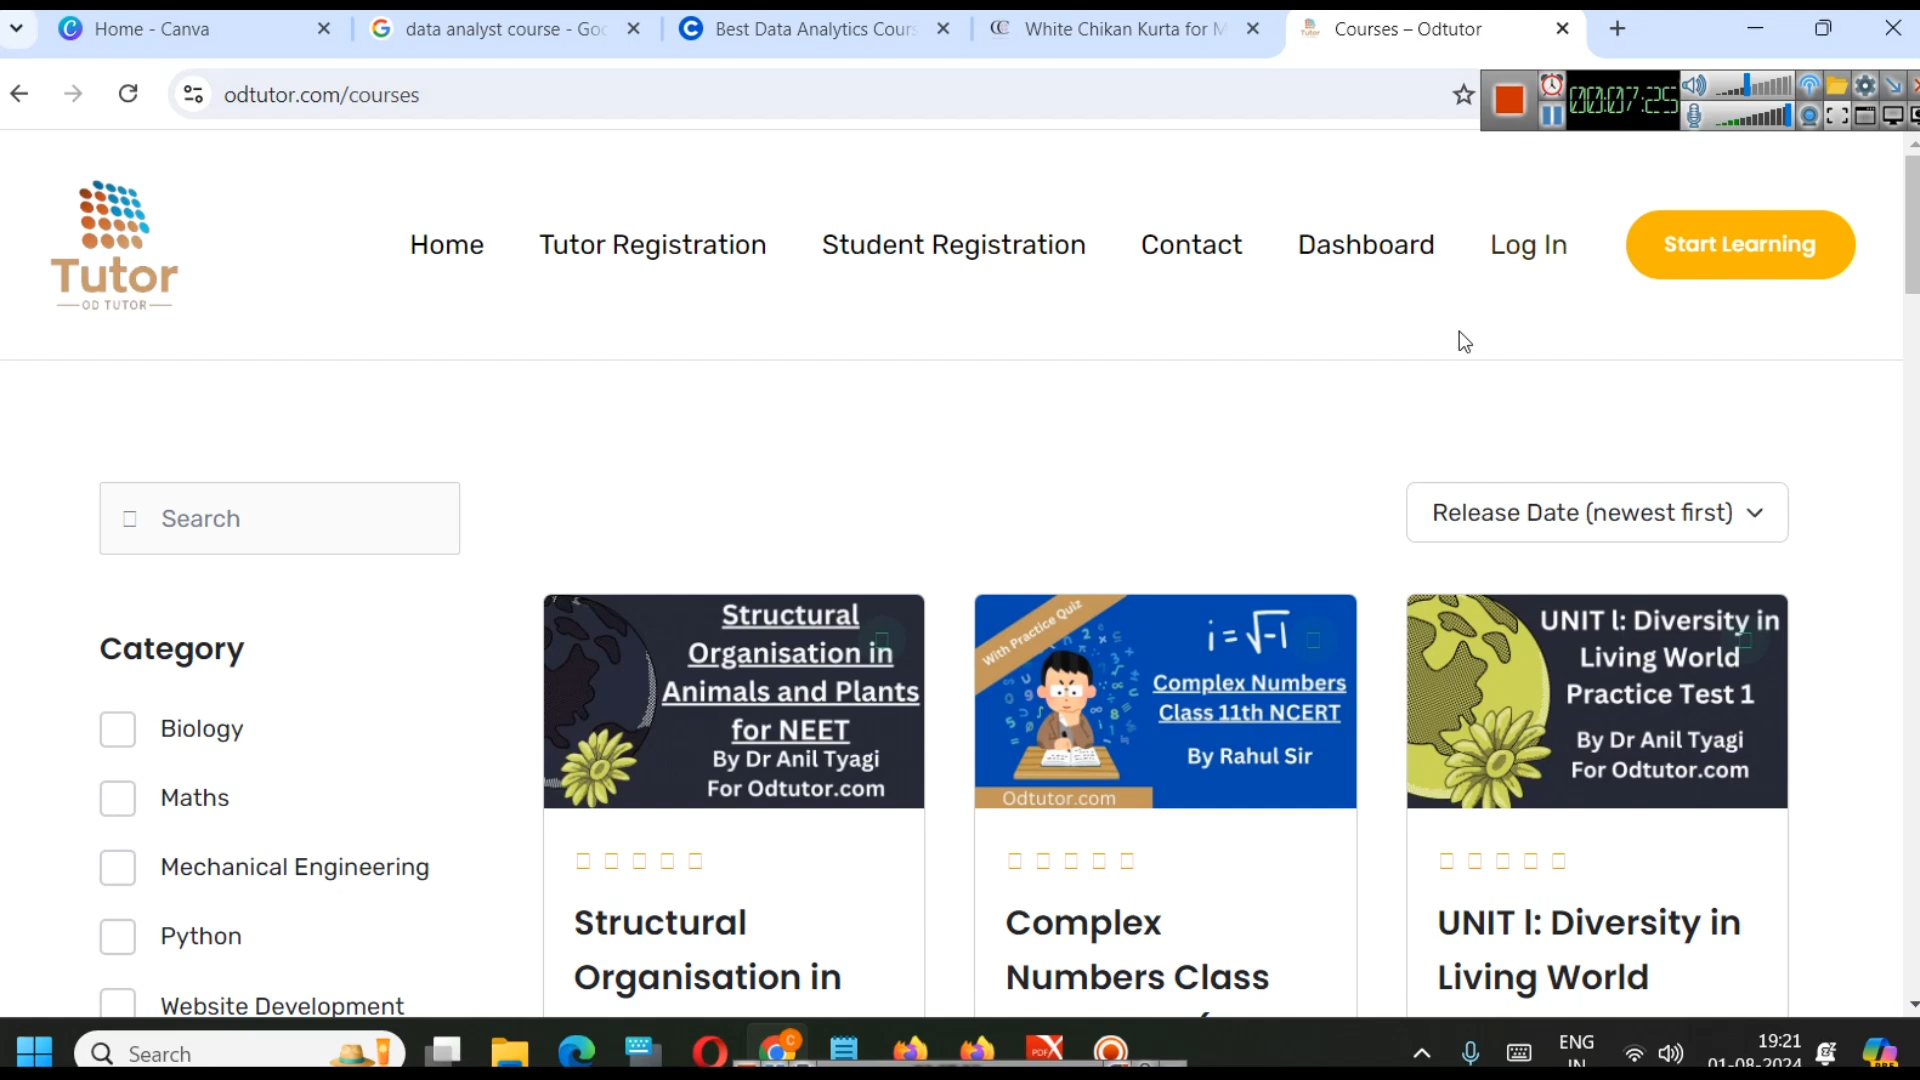 Home - Canva
data analyst course - Goo
Best Data Analytics Cours
White Chikan Kurta for M
Courses – Odtutor
odtutor.com/courses
00:07:25
Tutor
OD TUTOR
Home
Tutor Registration
Student Registration
Contact
Dashboard
Log In
Start Learning
Search
Release Date (newest first)
Category
Biology
Maths
Mechanical Engineering
Python
Website Development
Structural
Organisation in
Animals and Plants
for NEET
By Dr Anil Tyagi
For Odtutor.com
Structural
Organisation in
With Practice Quiz
i = √-1
Complex Numbers
Class 11th NCERT
By Rahul Sir
Odtutor.com
Complex
Numbers Class
UNIT l: Diversity in
Living World
Practice Test 1
By Dr Anil Tyagi
For Odtutor.com
UNIT l: Diversity in
Living World
Search
PDF
ENG
IN
19:21
01-08-2024